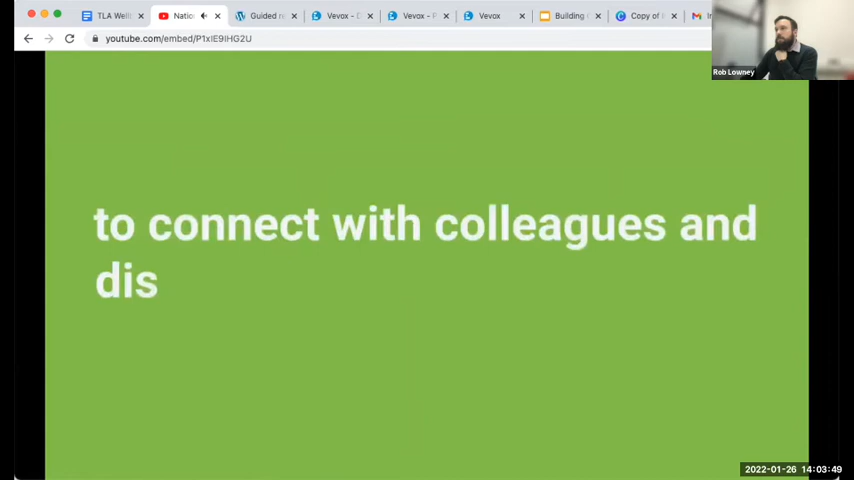 TLA Well
Natio
Guided r
Vevox - D
Vevox - P
Vevox
Building
Copy of
youtube.com/embed/P1xIE9IHG2U
Rob Lowney
to connect with colleagues and
dis
2022-01-26 14:03:49